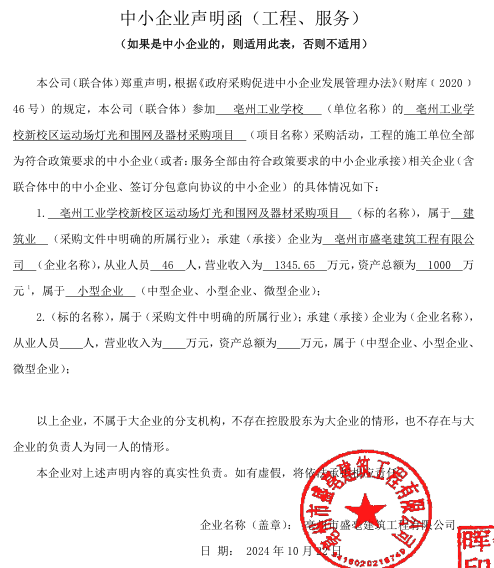 中小企业声明函（工程、服务）
（如果是中小企业的，则适用此表，否则不适用）
本公司（联合体）郑重声明，根据《政府采购促进中小企业发展管理办法》（财库﹝2020﹞
46 号）的规定，本公司（联合体）参加 亳州工业学校 （单位名称）的 亳州工业学
校新校区运动场灯光和围网及器材采购项目 （项目名称）采购活动，工程的施工单位全部
为符合政策要求的中小企业（或者：服务全部由符合政策要求的中小企业承接）相关企业（含
联合体中的中小企业、签订分包意向协议的中小企业）的具体情况如下：
1. 亳州工业学校新校区运动场灯光和围网及器材采购项目 （标的名称），属于 建
筑业 （采购文件中明确的所属行业）；承建（承接）企业为 亳州市盛亳建筑工程有限公
司 （企业名称），从业人员 46 人，营业收入为 1345.65 万元，资产总额为 1000 万
元¹，属于 小型企业 （中型企业、小型企业、微型企业）；
2.（标的名称），属于（采购文件中明确的所属行业）；承建（承接）企业为（企业名称），
从业人员____人，营业收入为____万元，资产总额为____万元，属于（中型企业、小型企业、
微型企业）；
以上企业，不属于大企业的分支机构，不存在控股股东为大企业的情形，也不存在与大
企业的负责人为同一人的情形。
本企业对上述声明内容的真实性负责。如有虚假，将依法承担相应责任。
企业名称（盖章）： 亳州市盛亳建筑工程有限公司
日 期： 2024 年 10 月 22 日
亳州市盛亳建筑工程有限公司
晖
印